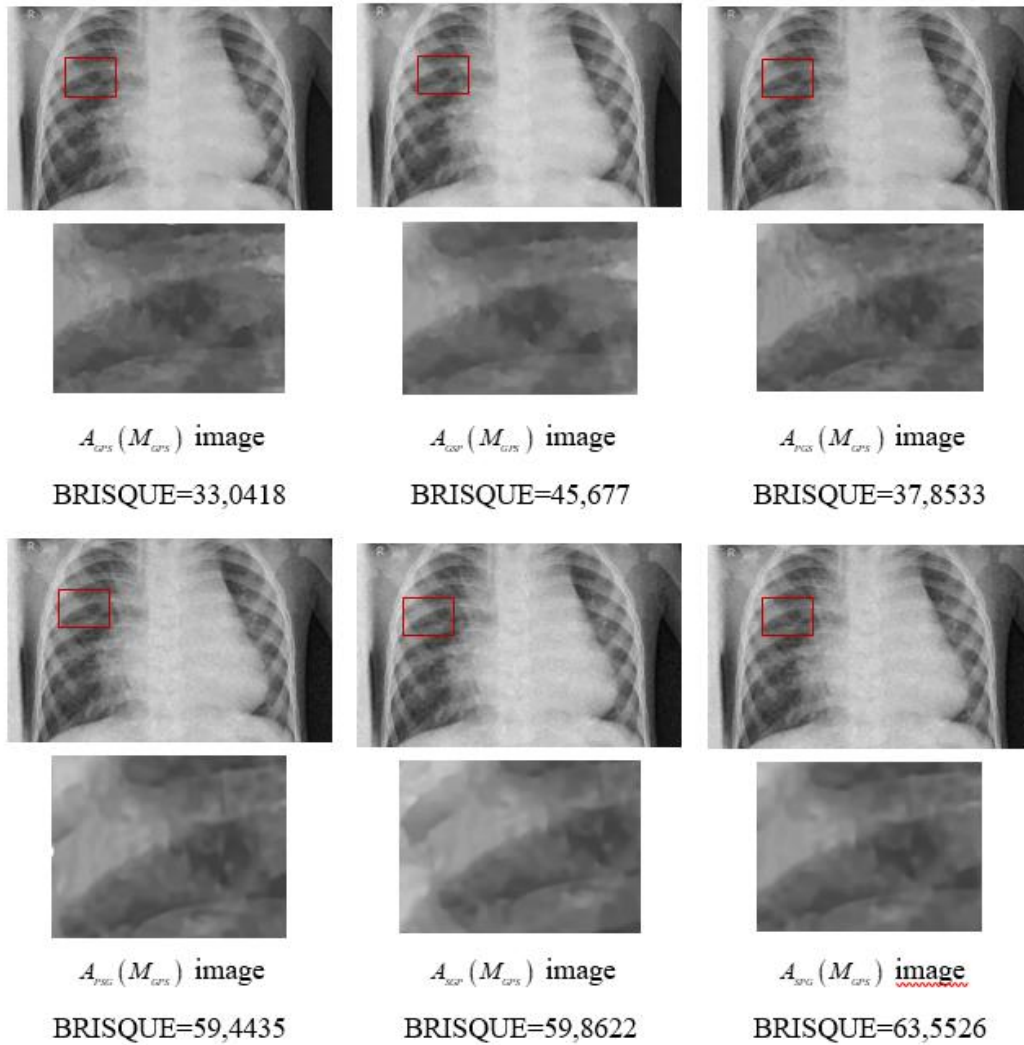 R
R
R
A_GPS (M_GPS) image
A_GSP (M_GPS) image
A_PGS (M_GPS) image
BRISQUE=33,0418
BRISQUE=45,677
BRISQUE=37,8533
R
R
R
A_PSG (M_GPS) image
A_SGP (M_GPS) image
A_SPG (M_GPS) image
BRISQUE=59,4435
BRISQUE=59,8622
BRISQUE=63,5526